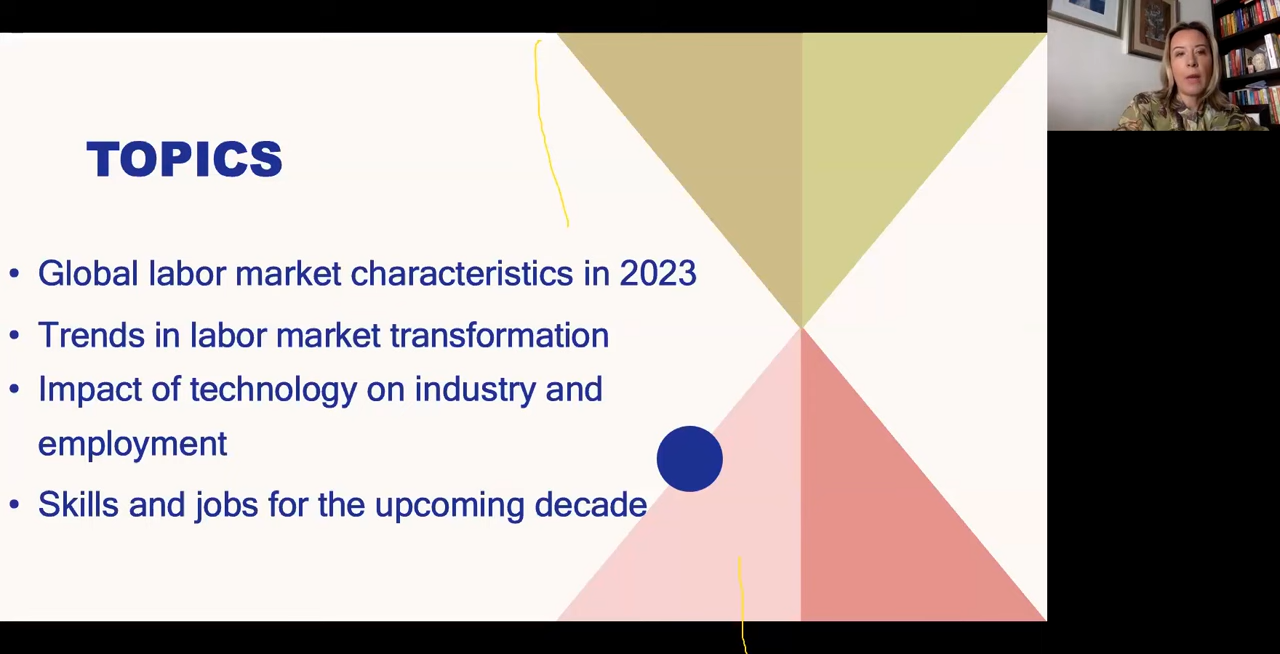 TOPICS
• Global labor market characteristics in 2023
• Trends in labor market transformation
• Impact of technology on industry and
employment
• Skills and jobs for the upcoming decade